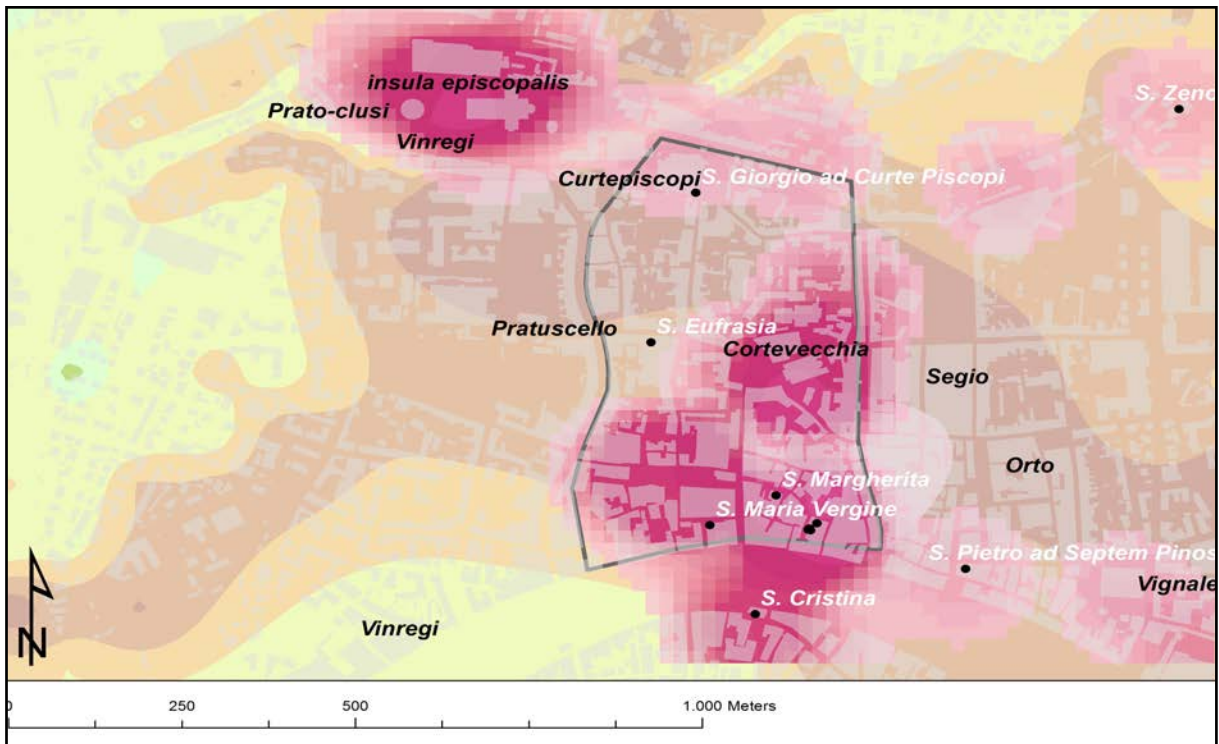 S. Zeno
insula episcopalis
Prato-clusi
Vinregi
Curtepiscopi
S. Giorgio ad Curte Piscopi
Pratuscello
S. Eufrasia
Cortevecchia
Segio
Orto
S. Margherita
S. Maria Vergine
S. Pietro ad Septem Pinos
Vignale
S. Cristina
Vinregi
N
0 250 500 1.000 Meters